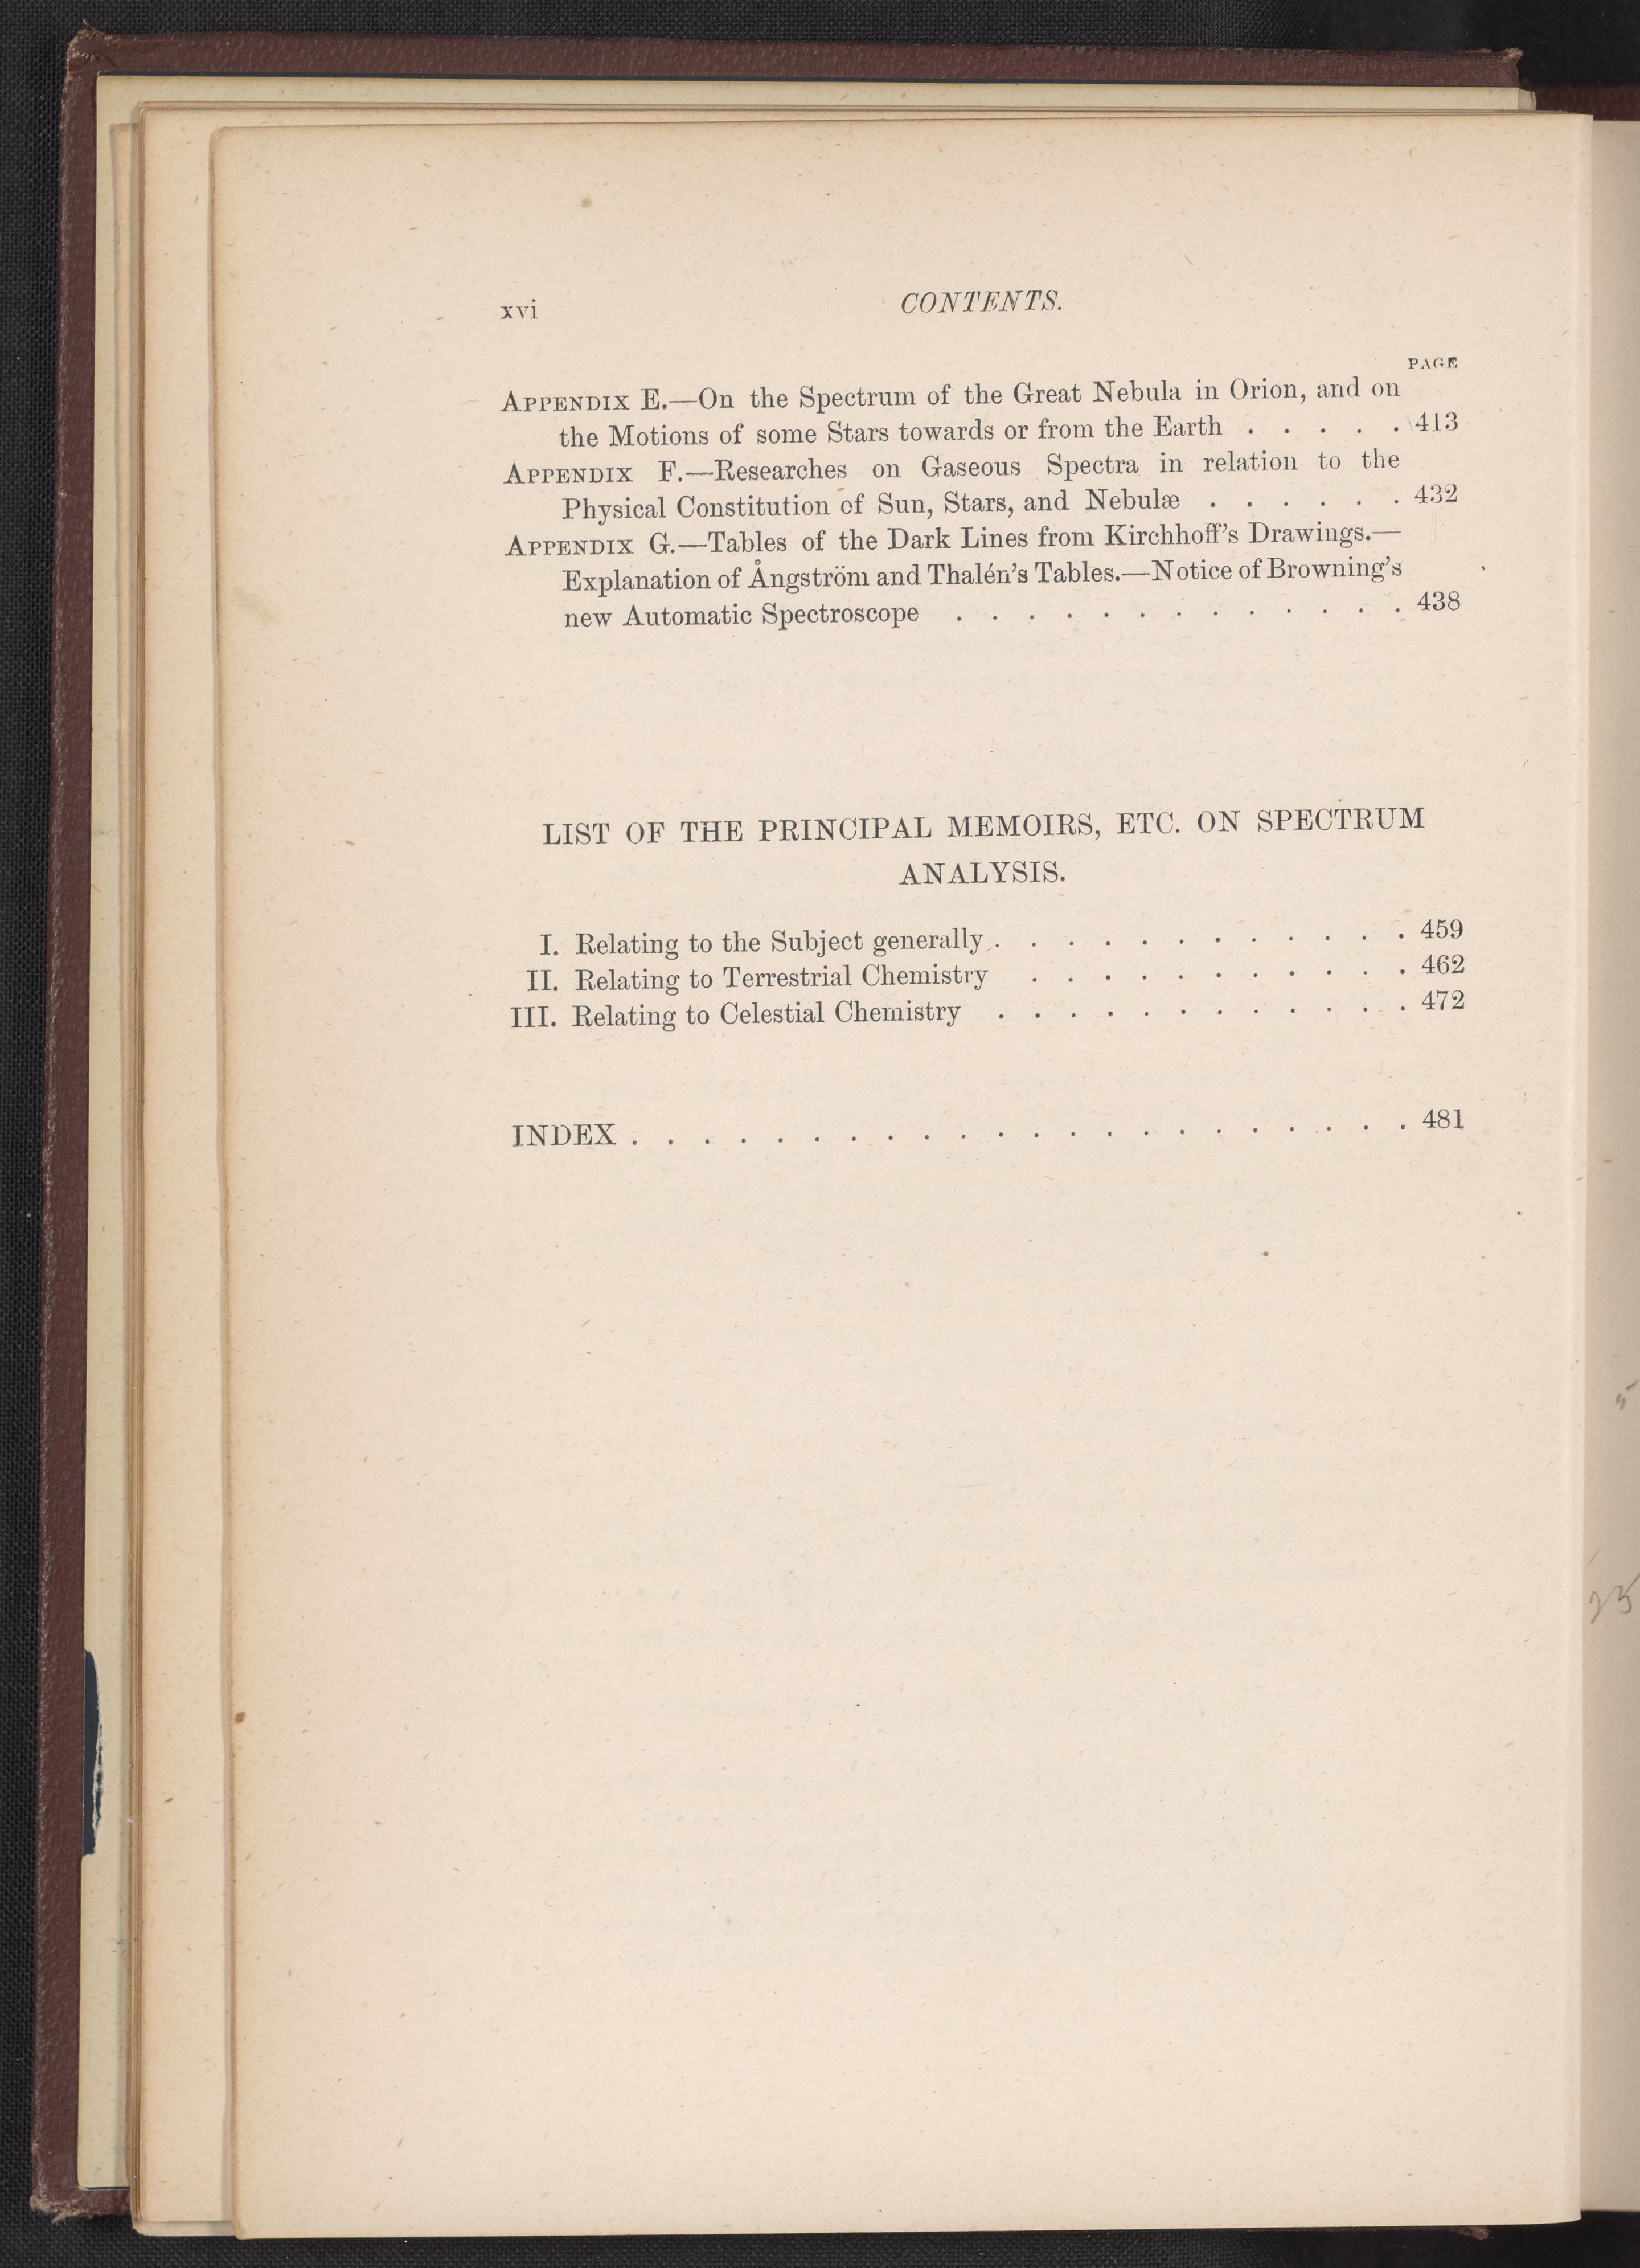 xvi CONTENTS.
PAGE
APPENDIX E.—On the Spectrum of the Great Nebula in Orion, and on
the Motions of some Stars towards or from the Earth . . . . . 413
APPENDIX F.—Researches on Gaseous Spectra in relation to the
Physical Constitution of Sun, Stars, and Nebulæ . . . . . . 432
APPENDIX G.—Tables of the Dark Lines from Kirchhoff's Drawings.—
Explanation of Ångström and Thalén's Tables.—Notice of Browning's
new Automatic Spectroscope . . . . . . . . . . . . . 438
LIST OF THE PRINCIPAL MEMOIRS, ETC. ON SPECTRUM
ANALYSIS.
I. Relating to the Subject generally . . . . . . . . . . . . 459
II. Relating to Terrestrial Chemistry . . . . . . . . . . . 462
III. Relating to Celestial Chemistry . . . . . . . . . . . . 472
INDEX . . . . . . . . . . . . . . . . . . . . . . 481